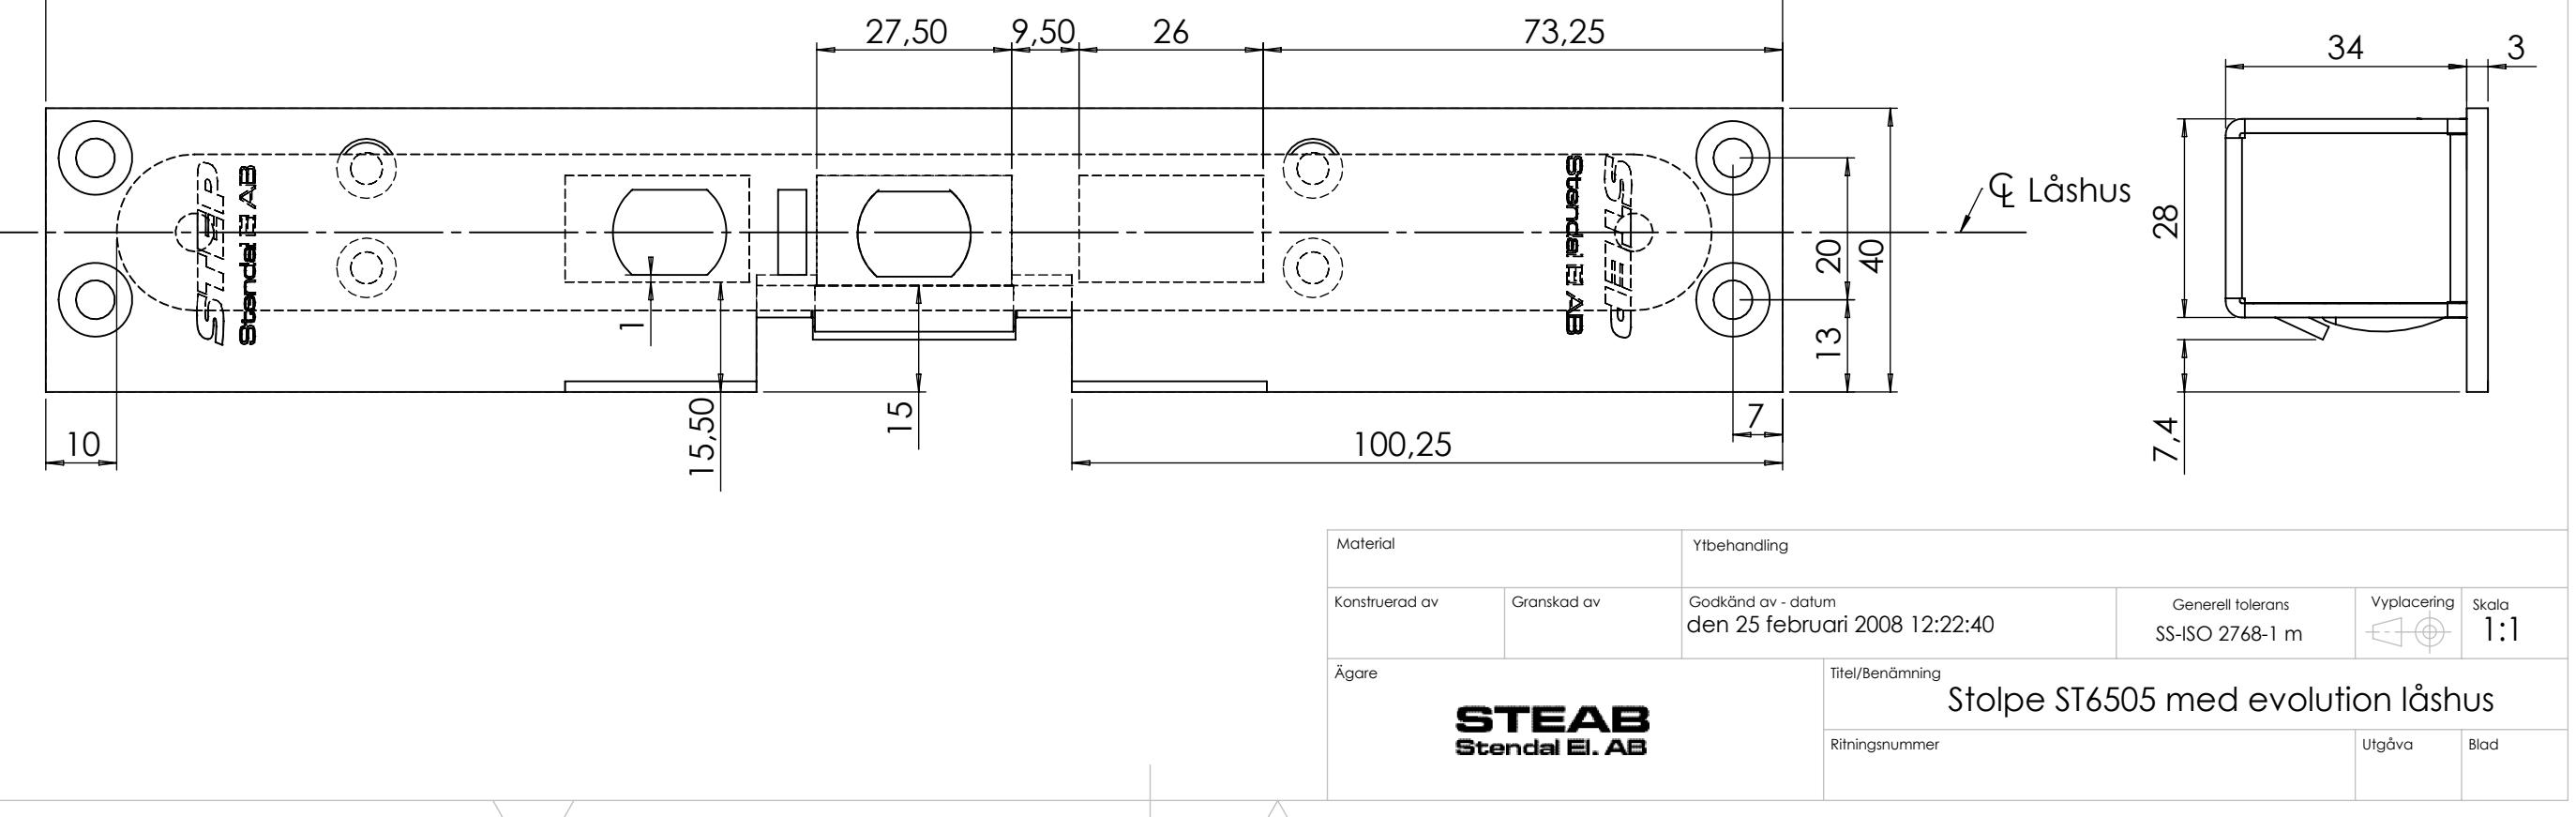 27,50
9,50
26
73,25
34
3
STEP
Stendal El AB
Stendal El AB
STEP
℄ Låshus
28
20
40
13
1
15,50
15
7
10
100,25
7,4
Material
Ytbehandling
Konstruerad av
Granskad av
Godkänd av - datum
den 25 februari 2008 12:22:40
Generell tolerans
SS-ISO 2768-1 m
Vyplacering
Skala
1:1
Ägare
STEAB
Stendal El. AB
Titel/Benämning
Stolpe ST6505 med evolution låshus
Ritningsnummer
Utgåva
Blad